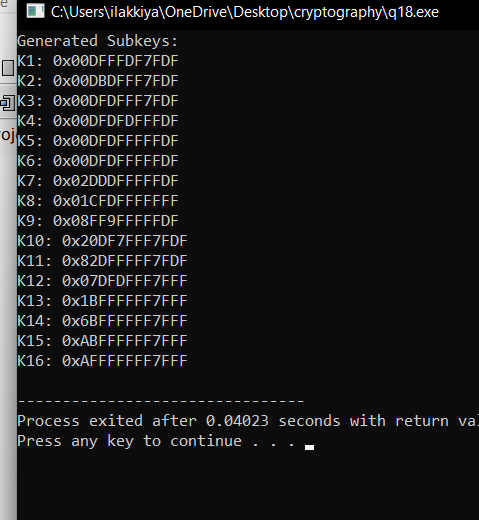 C:\Users\ilakkiya\OneDrive\Desktop\cryptography\q18.exe
Generated Subkeys:
K1: 0x00DFFFDF7FDF
K2: 0x00DBDFFF7FDF
K3: 0x00DFDFFF7FDF
K4: 0x00DFDFDFFFDF
K5: 0x00DFDFFFFFDF
K6: 0x00DFDFFFFFDF
K7: 0x02DDDFFFFFDF
K8: 0x01CFDFFFFFFF
K9: 0x08FF9FFFFFDF
K10: 0x20DF7FFF7FDF
K11: 0x82DFFFFF7FDF
K12: 0x07DFDFFF7FFF
K13: 0x1BFFFFFF7FFF
K14: 0x6BFFFFFF7FFF
K15: 0xABFFFFFF7FFF
K16: 0xAFFFFFFF7FFF
--------------------------------
Process exited after 0.04023 seconds with return val
Press any key to continue . . .